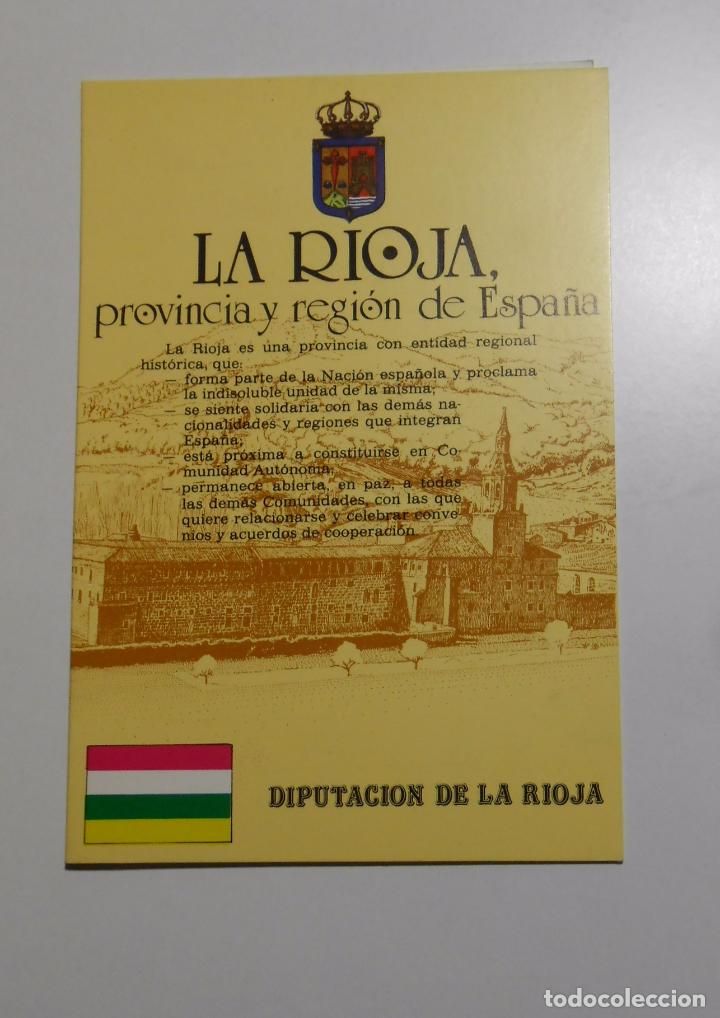 LA RIOJA,
provincia y región de España
La Rioja es una provincia con entidad regional
histórica, que:
— forma parte de la Nación española y proclama
la indisoluble unidad de la misma;
— se siente solidaria con las demás na-
cionalidades y regiones que integran
España;
— está próxima a constituirse en Co-
munidad Autónoma;
— permanece abierta, en paz, a todas
las demás Comunidades, con las que
quiere relacionarse y celebrar conve-
nios y acuerdos de cooperación.
DIPUTACION DE LA RIOJA
todocoleccion.net